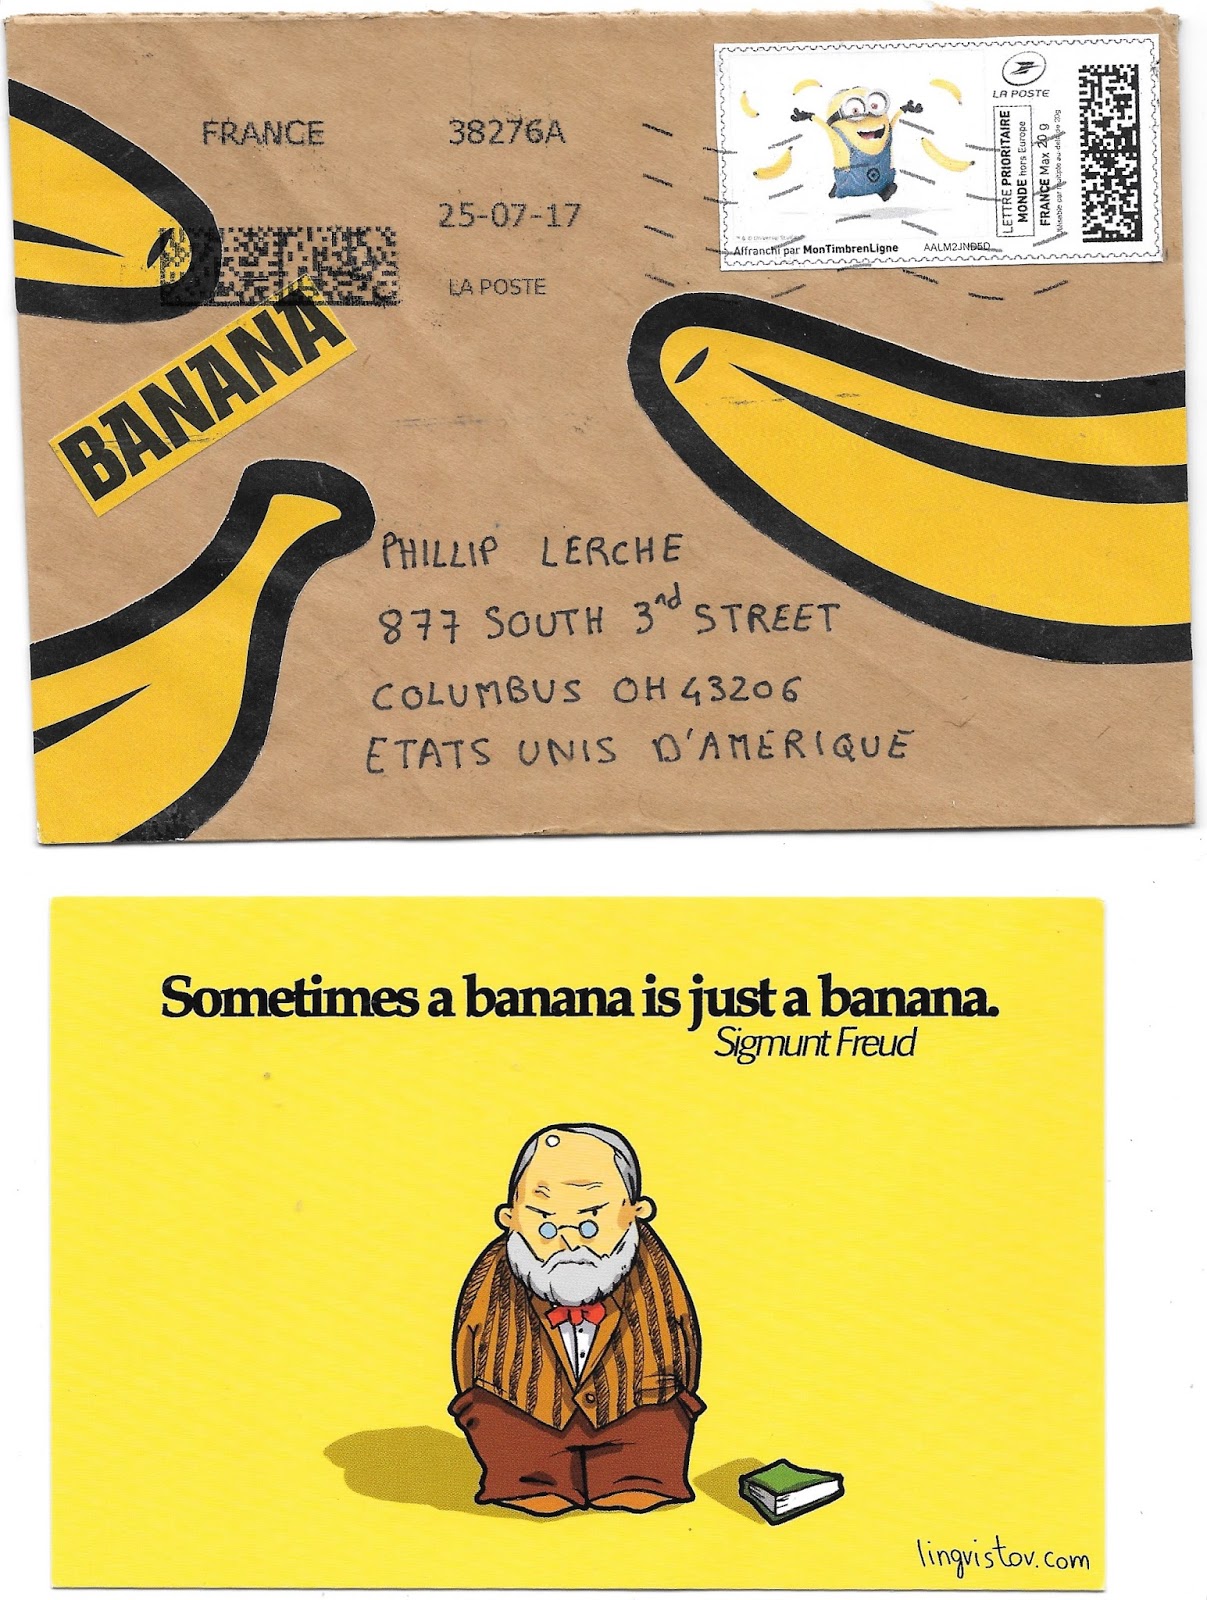 FRANCE 38276A
25-07-17
LA POSTE
LA POSTE
LETTRE PRIORITAIRE
MONDE hors Europe
FRANCE Max 20 g
Affranchi par MonTimbrenLigne AALM2JND5D
BANANA
PHILLIP LERCHE
877 SOUTH 3rd STREET
COLUMBUS OH 43206
ETATS UNIS D'AMERIQUE
Sometimes a banana is just a banana.
Sigmunt Freud
lingvistov.com